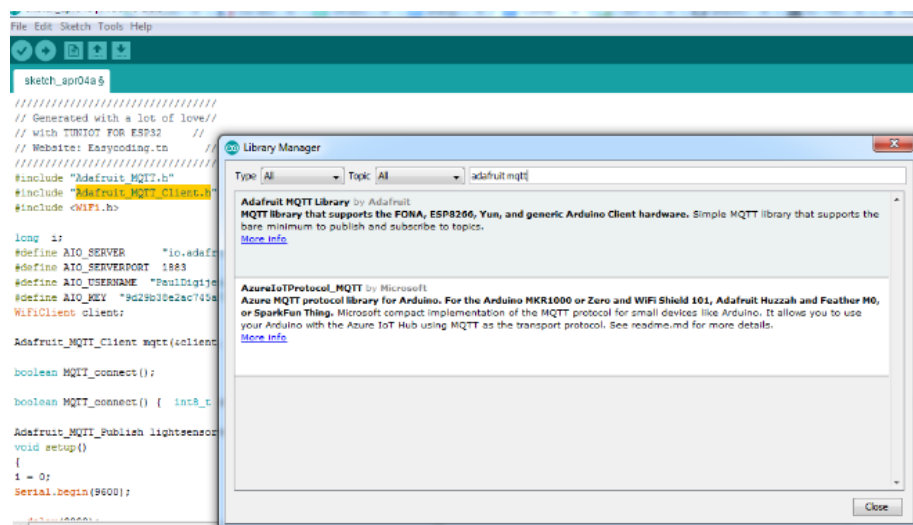 File Edit Sketch Tools Help
sketch_apr04a §
/////////////////////////////////
// Generated with a lot of love//
// with TUNIOT FOR ESP32 //
// Website: Easycoding.tn //
/////////////////////////////////
#include "Adafruit_MQTT.h"
#include "Adafruit_MQTT_Client.h"
#include <WiFi.h>
long i;
#define AIO_SERVER "io.adafr
#define AIO_SERVERPORT 1883
#define AIO_USERNAME "PaulDigije
#define AIO_KEY "9d29b38e2ac745a
WiFiClient client;
Adafruit_MQTT_Client mqtt(&client
boolean MQTT_connect();
boolean MQTT_connect() { int8_t
Adafruit_MQTT_Publish lightsensor
void setup()
{
i = 0;
Serial.begin(9600);
Library Manager
Type All Topic All adafruit mqtt
Adafruit MQTT Library by Adafruit
MQTT library that supports the FONA, ESP8266, Yun, and generic Arduino Client hardware. Simple MQTT library that supports the
bare minimum to publish and subscribe to topics.
More info
AzureIoTProtocol_MQTT by Microsoft
Azure MQTT protocol library for Arduino. For the Arduino MKR1000 or Zero and WiFi Shield 101, Adafruit Huzzah and Feather M0,
or SparkFun Thing. Microsoft compact implementation of the MQTT protocol for small devices like Arduino. It allows you to use
your Arduino with the Azure IoT Hub using MQTT as the transport protocol. See readme.md for more details.
More info
Close